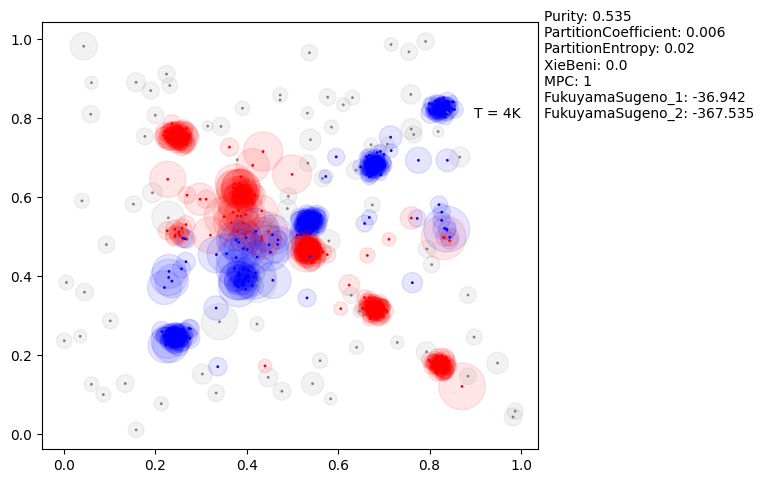 Purity: 0.535
PartitionCoefficient: 0.006
PartitionEntropy: 0.02
XieBeni: 0.0
MPC: 1
FukuyamaSugeno_1: -36.942
FukuyamaSugeno_2: -367.535
T = 4K
1.0
0.8
0.6
0.4
0.2
0.0
0.0 0.2 0.4 0.6 0.8 1.0